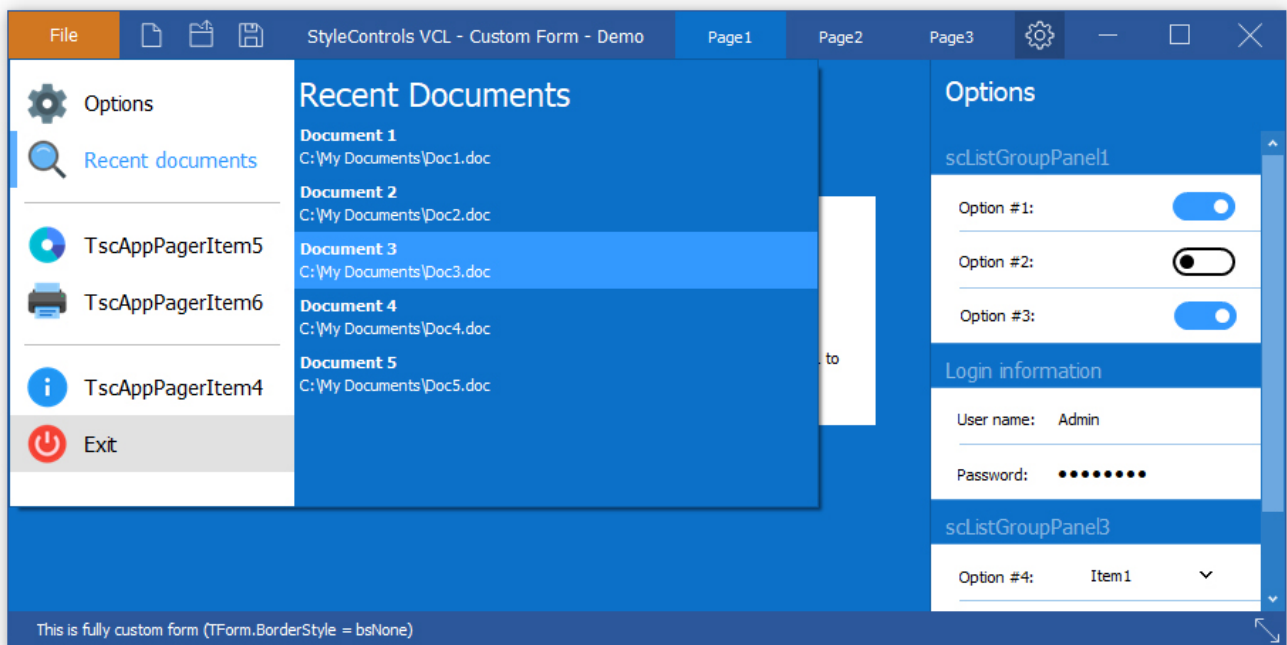 File
StyleControls VCL - Custom Form - Demo
Page1
Page2
Page3
Options
Recent documents
TscAppPagerItem5
TscAppPagerItem6
TscAppPagerItem4
Exit
Recent Documents
Document 1
C:\My Documents\Doc1.doc
Document 2
C:\My Documents\Doc2.doc
Document 3
C:\My Documents\Doc3.doc
Document 4
C:\My Documents\Doc4.doc
Document 5
C:\My Documents\Doc5.doc
. to
Options
scListGroupPanel1
Option #1:
Option #2:
Option #3:
Login information
User name: Admin
Password: ●●●●●●●●
scListGroupPanel3
Option #4: Item1
This is fully custom form (TForm.BorderStyle = bsNone)